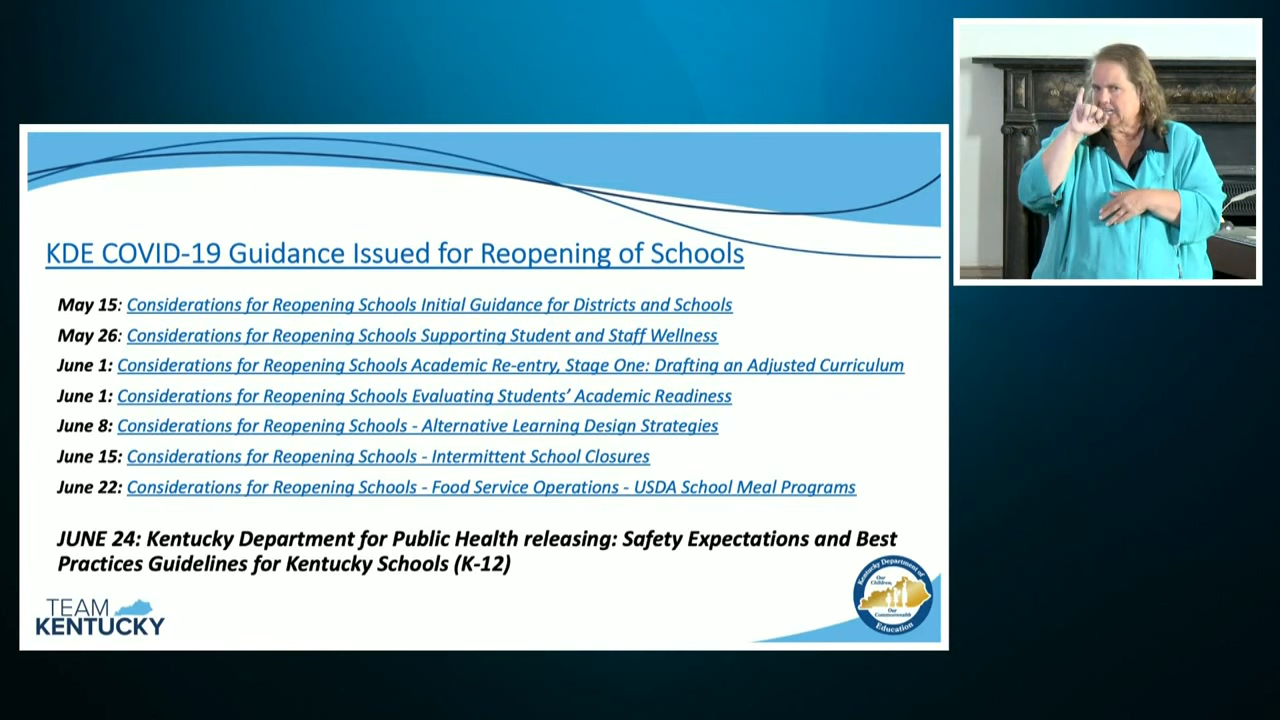 KDE COVID-19 Guidance Issued for Reopening of Schools
May 15: Considerations for Reopening Schools Initial Guidance for Districts and Schools
May 26: Considerations for Reopening Schools Supporting Student and Staff Wellness
June 1: Considerations for Reopening Schools Academic Re-entry, Stage One: Drafting an Adjusted Curriculum
June 1: Considerations for Reopening Schools Evaluating Students’ Academic Readiness
June 8: Considerations for Reopening Schools - Alternative Learning Design Strategies
June 15: Considerations for Reopening Schools - Intermittent School Closures
June 22: Considerations for Reopening Schools - Food Service Operations - USDA School Meal Programs
JUNE 24: Kentucky Department for Public Health releasing: Safety Expectations and Best
Practices Guidelines for Kentucky Schools (K-12)
TEAM
KENTUCKY
Kentucky Department of
Our
Children,
Our
Commonwealth
Education